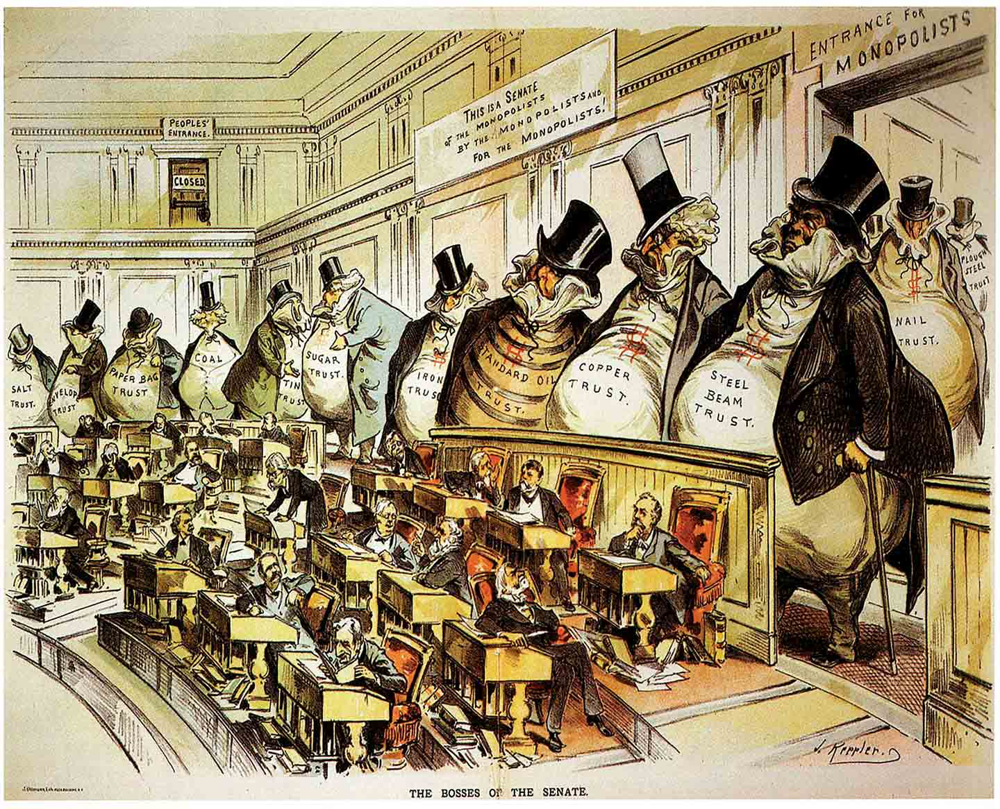 ENTRANCE FOR
MONOPOLISTS
THIS IS A SENATE
OF THE MONOPOLISTS
BY THE MONOPOLISTS AND
FOR THE MONOPOLISTS!
PEOPLES'
ENTRANCE.
CLOSED
SALT
TRUST.
ENVELOP
TRUST
PAPER BAG
TRUST
COAL
TIN
TRUST
SUGAR
TRUST.
$
IRON
TRUST
$
STANDARD OIL
TRUST.
$
COPPER
TRUST.
$
STEEL
BEAM
TRUST.
$
NAIL
TRUST.
PLOUGH
STEEL
TRUST
J. Keppler.
THE BOSSES OF THE SENATE.